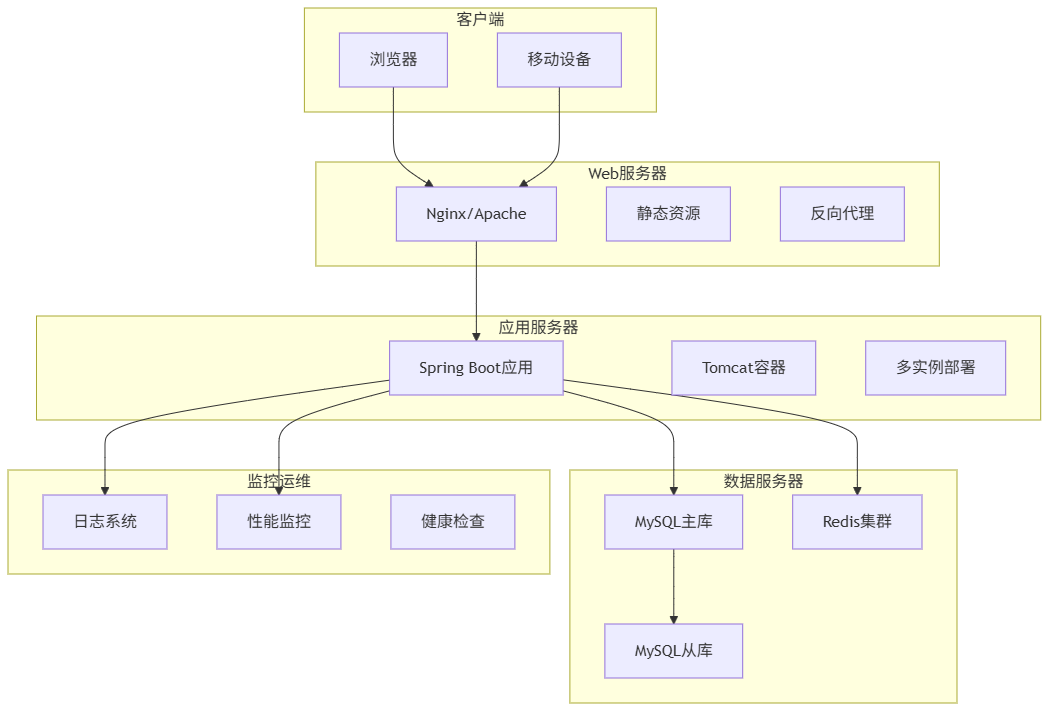 客户端
浏览器
移动设备
Web服务器
Nginx/Apache
静态资源
反向代理
应用服务器
Spring Boot应用
Tomcat容器
多实例部署
监控运维
日志系统
性能监控
健康检查
数据服务器
MySQL主库
Redis集群
MySQL从库